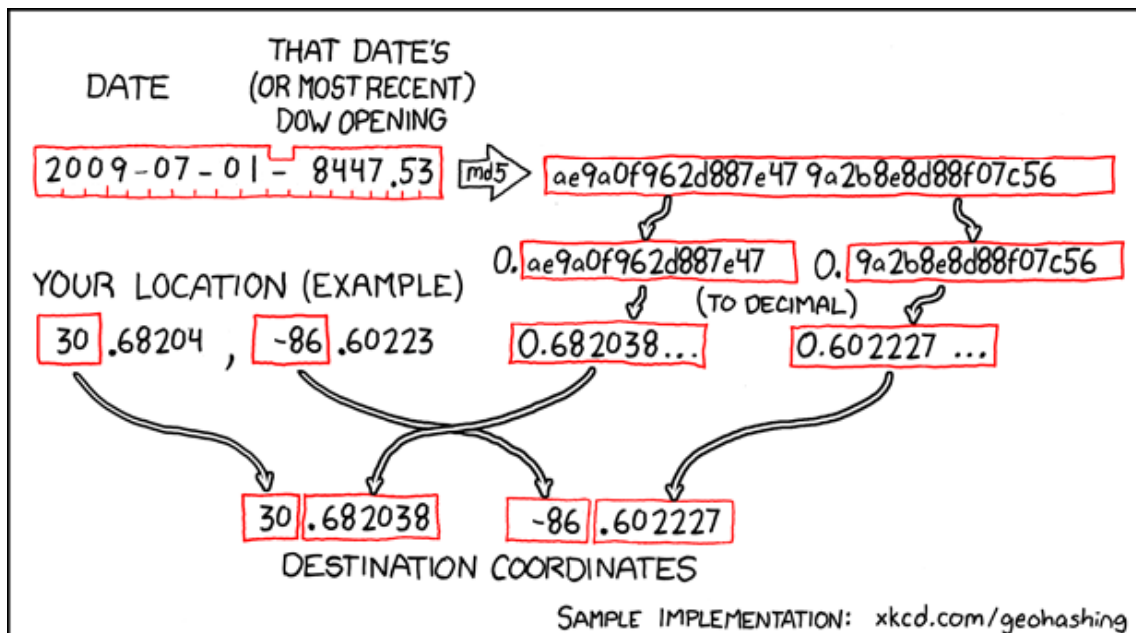 DATE
THAT DATE'S
(OR MOST RECENT)
DOW OPENING
2009-07-01- 8447.53
md5
ae9a0f962d887e47 9a2b8e8d88f07c56
0. ae9a0f962d887e47
0. 9a2b8e8d88f07c56
(TO DECIMAL)
YOUR LOCATION (EXAMPLE)
30 .68204 , -86 .60223
0.682038...
0.602227 ...
30 .682038
-86 .602227
DESTINATION COORDINATES
SAMPLE IMPLEMENTATION: xkcd.com/geohashing